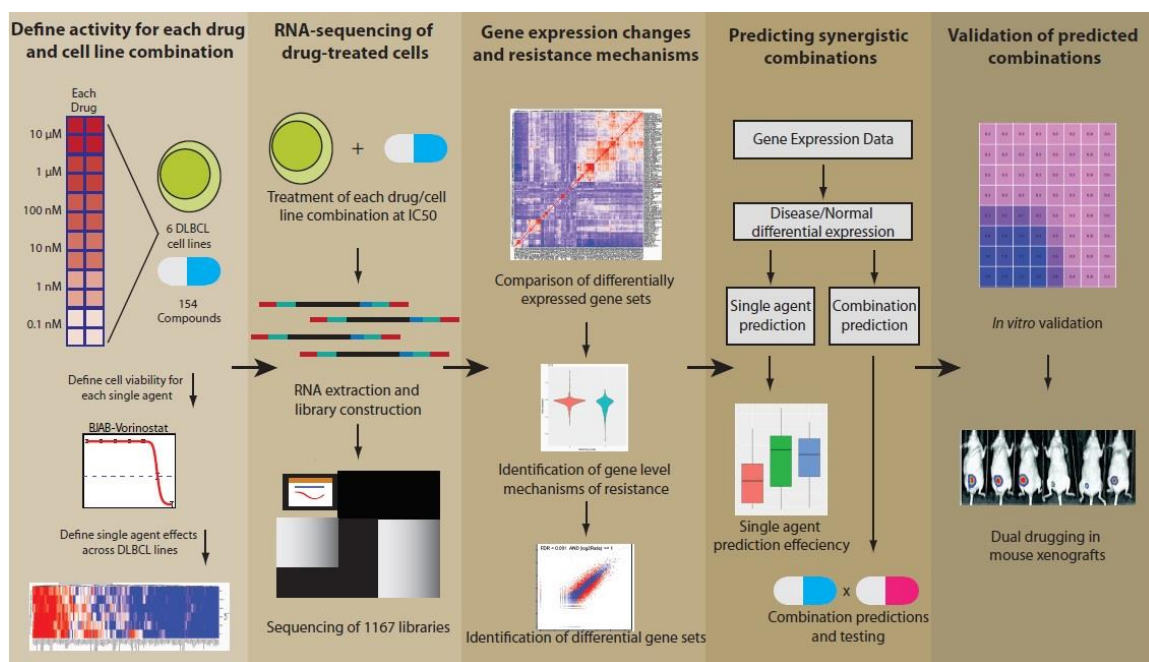 Define activity for each drug
and cell line combination
Each
Drug
10 µM
1 µM
100 nM
10 nM
1 nM
0.1 nM
6 DLBCL
cell lines
154
Compounds
Define cell viability for
each single agent
BJAB-Vorinostat
Define single agent effects
across DLBCL lines
RNA-sequencing of
drug-treated cells
+
Treatment of each drug/cell
line combination at IC50
RNA extraction and
library construction
Sequencing of 1167 libraries
Gene expression changes
and resistance mechanisms
Comparison of differentially
expressed gene sets
Identification of gene level
mechanisms of resistance
FDR = 0.001 AND |log2Ratio| >= 1
Identification of differential gene sets
Predicting synergistic
combinations
Gene Expression Data
Disease/Normal
differential expression
Single agent
prediction
Combination
prediction
Single agent
prediction effeciency
x
Combination predictions
and testing
Validation of predicted
combinations
In vitro validation
Dual drugging in
mouse xenografts